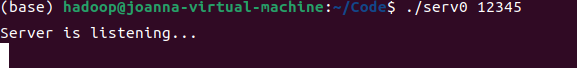 (base) hadoop@joanna-virtual-machine:~/Code$ ./serv0 12345
Server is listening...